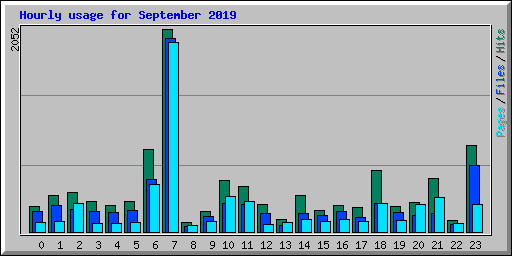 Hourly usage for September 2019
2052
Pages / Files / Hits
0 1 2 3 4 5 6 7 8 9 10 11 12 13 14 15 16 17 18 19 20 21 22 23